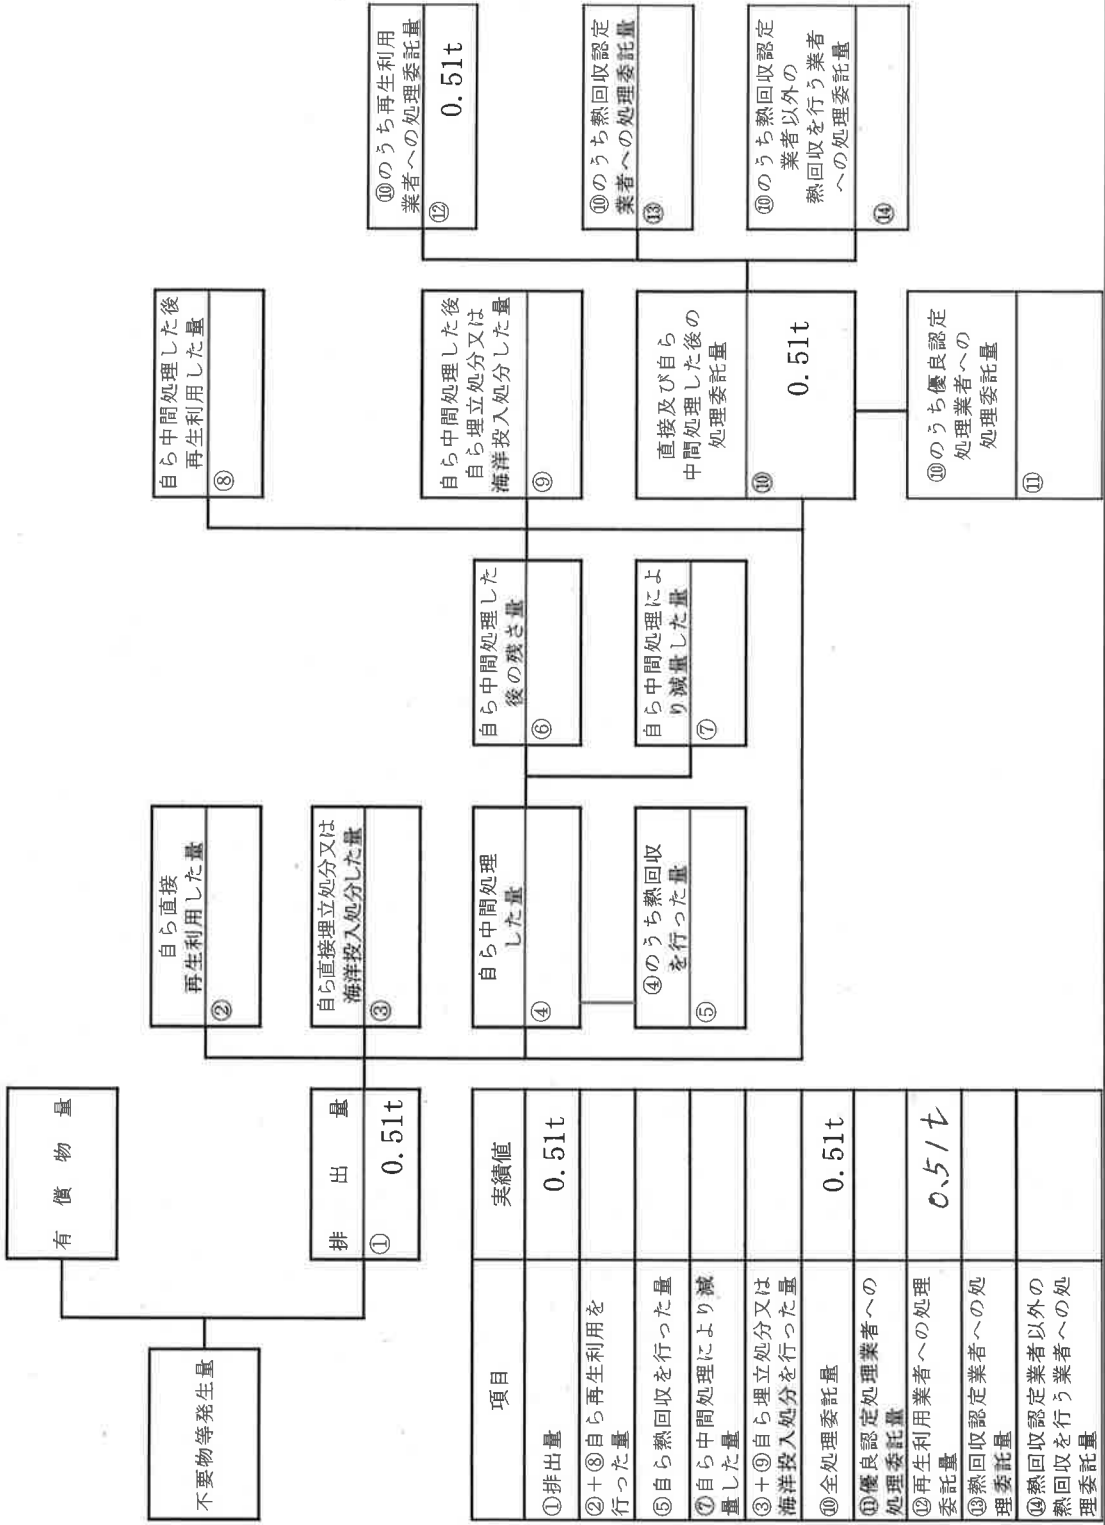 有償物量
不要物等発生量
排出量
① 0.51t
自ら直接
再生利用した量
②
自ら直接埋立処分又は
海洋投入処分した量
③
自ら中間処理
した量
④
④のうち熱回収
を行った量
⑤
自ら中間処理した
後の残さ量
⑥
自ら中間処理によ
り減量した量
⑦
自ら中間処理した後
再生利用した量
⑧
自ら中間処理した後
自ら埋立処分又は
海洋投入処分した量
⑨
直接及び自ら
中間処理した後の
処理委託量
⑩ 0.51t
⑩のうち優良認定
処理業者への
処理委託量
⑪
⑩のうち再生利用
業者への処理委託量
⑫ 0.51t
⑩のうち熱回収認定
業者への処理委託量
⑬
⑩のうち熱回収認定
業者以外の
熱回収を行う業者
への処理委託量
⑭
項目 実績値
①排出量 0.51t
②+⑧自ら再生利用を
行った量
⑤自ら熱回収を行った量
⑦自ら中間処理により減
量した量
③+⑨自ら埋立処分又は
海洋投入処分を行った量
⑩全処理委託量 0.51t
⑪優良認定処理業者への
処理委託量
⑫再生利用業者への処理
委託量 0.51t
⑬熱回収認定業者への処
理委託量
⑭熱回収認定業者以外の
熱回収を行う業者への処
理委託量